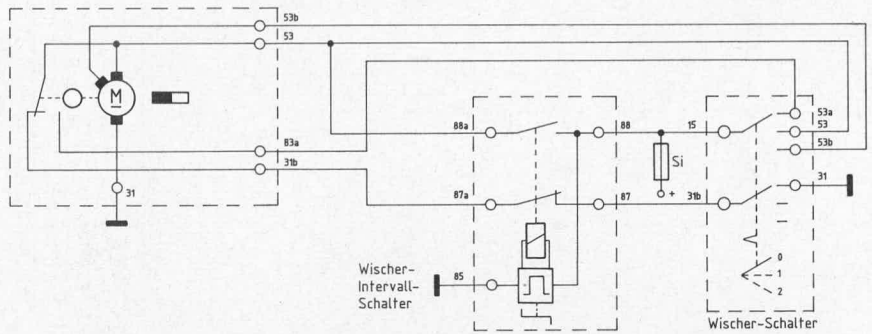 53b
53
M
83a
31b
31
88a
88
15
53a
53
53b
Si
+
87a
87
31b
31
85
Wischer-
Intervall-
Schalter
0
1
2
Wischer-Schalter